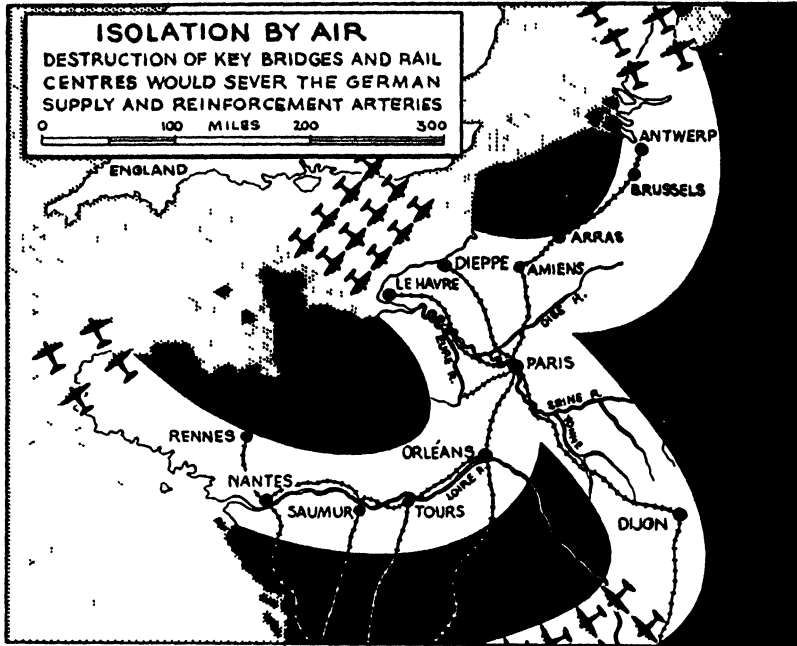 ISOLATION BY AIR
DESTRUCTION OF KEY BRIDGES AND RAIL
CENTRES WOULD SEVER THE GERMAN
SUPPLY AND REINFORCEMENT ARTERIES
0 100 MILES 200 300
ENGLAND
ANTWERP
BRUSSELS
ARRAS
DIEPPE
AMIENS
LE HAVRE
OISE R.
EURE R.
PARIS
SEINE R.
YONNE
RENNES
ORLÉANS
NANTES
LOIRE R.
SAUMUR
TOURS
DIJON